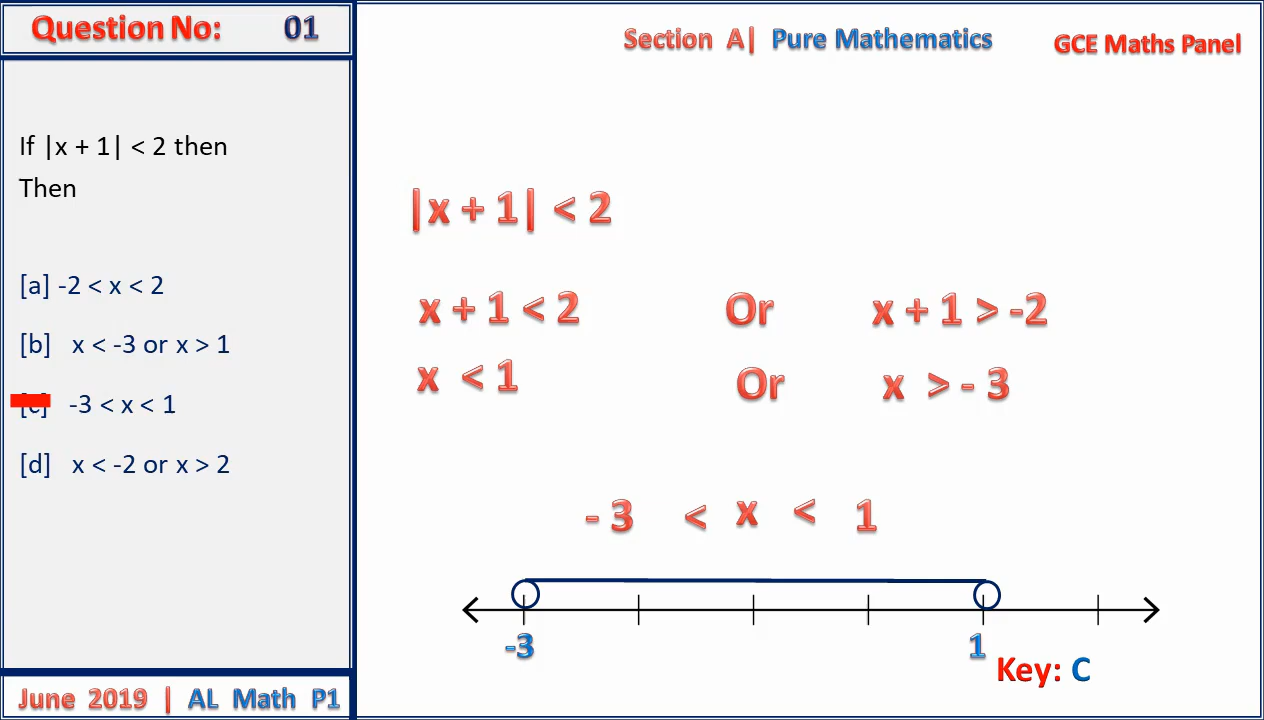 Question No: 01
Section A| Pure Mathematics
GCE Maths Panel
If |x + 1| < 2 then
Then
[a] -2 < x < 2
[b] x < -3 or x > 1
[c] -3 < x < 1
[d] x < -2 or x > 2
|x + 1| < 2
x + 1 < 2 Or x + 1 > -2
x < 1 Or x > - 3
- 3 < x < 1
-3 1
Key: C
June 2019 | AL Math P1